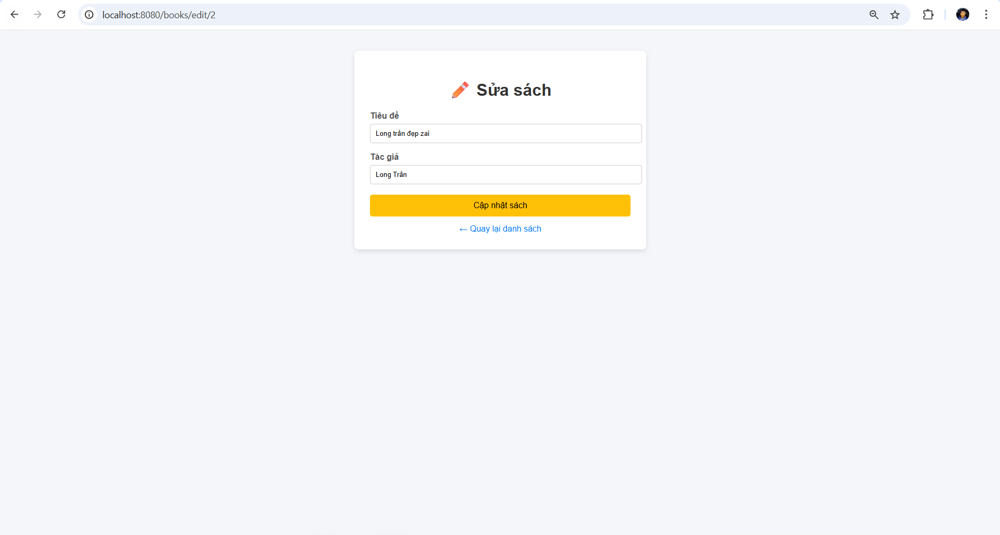 localhost:8080/books/edit/2
Sửa sách
Tiêu đề
Long trần đẹp zai
Tác giả
Long Trần
Cập nhật sách
← Quay lại danh sách